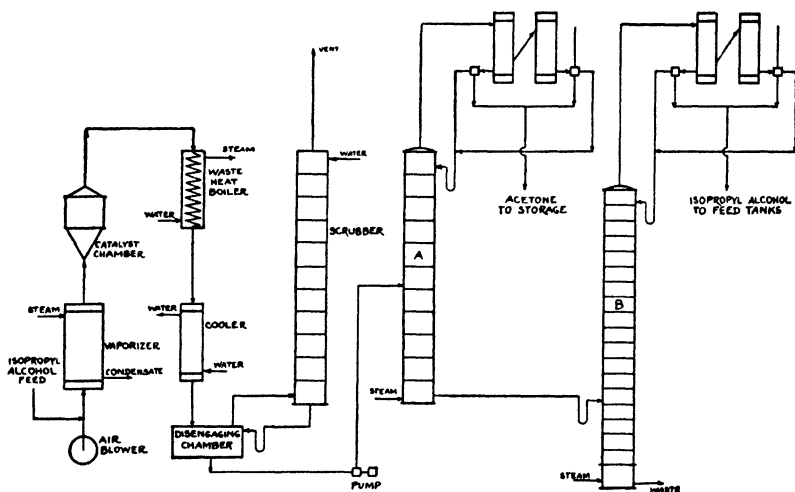 VENT
STEAM
WATER
WASTE
HEAT
BOILER
WATER
CATALYST
CHAMBER
SCRUBBER
ACETONE
TO STORAGE
ISOPROPYL ALCOHOL
TO FEED TANKS
A
B
STEAM
WATER
COOLER
VAPORIZER
ISOPROPYL
ALCOHOL
FEED
CONDENSATE
WATER
STEAM
AIR
BLOWER
DISENGAGING
CHAMBER
PUMP
STEAM
WASTE